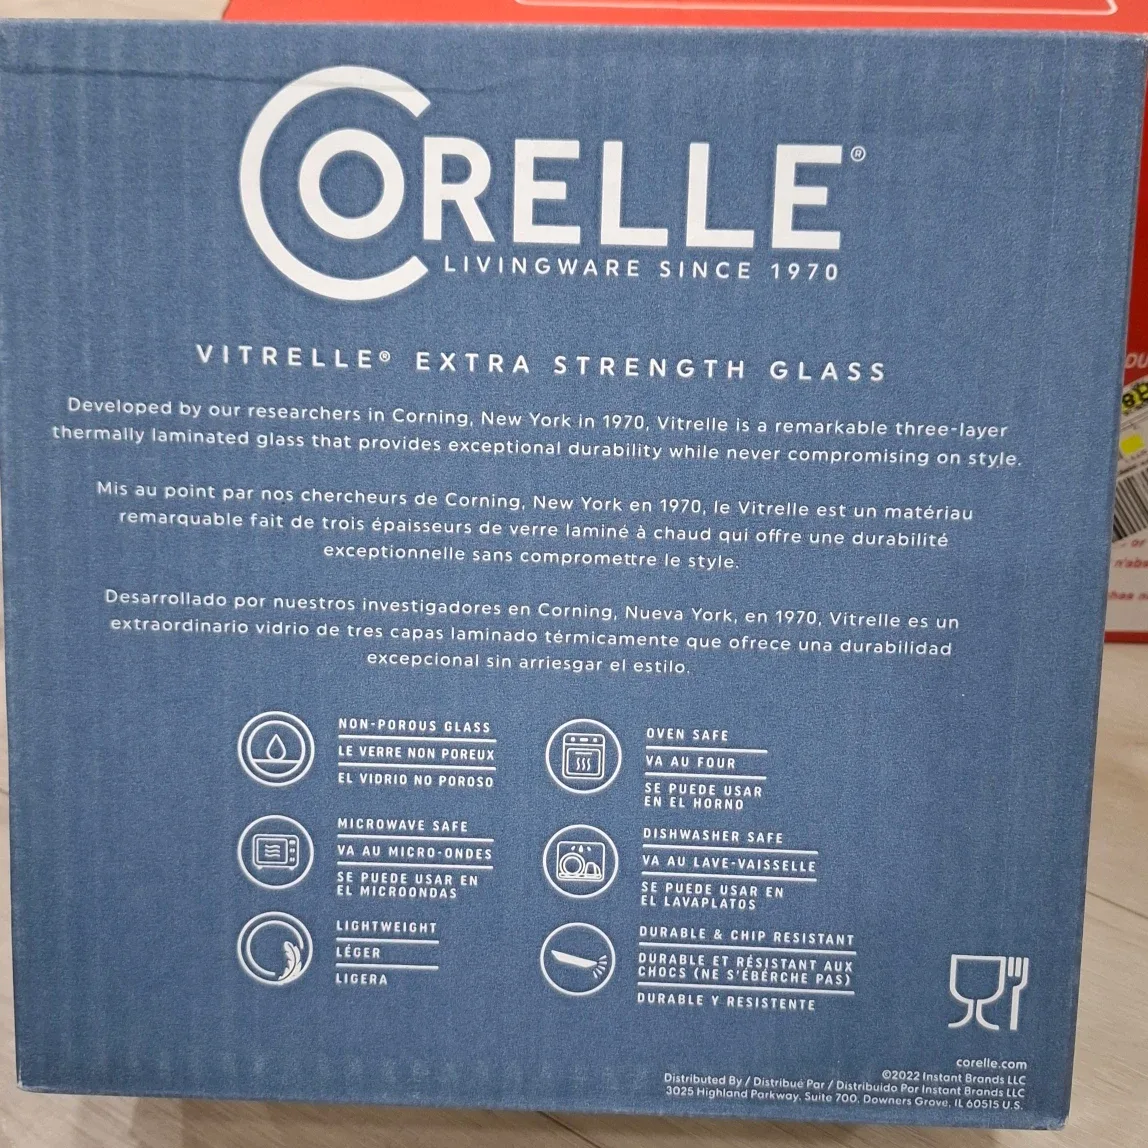 CORELLE®
LIVINGWARE SINCE 1970
VITRELLE® EXTRA STRENGTH GLASS
Developed by our researchers in Corning, New York in 1970, Vitrelle is a remarkable three-layer
thermally laminated glass that provides exceptional durability while never compromising on style.
Mis au point par nos chercheurs de Corning, New York en 1970, le Vitrelle est un matériau
remarquable fait de trois épaisseurs de verre laminé à chaud qui offre une durabilité
exceptionnelle sans compromettre le style.
Desarrollado por nuestros investigadores en Corning, Nueva York, en 1970, Vitrelle es un
extraordinario vidrio de tres capas laminado térmicamente que ofrece una durabilidad
excepcional sin arriesgar el estilo.
NON-POROUS GLASS
LE VERRE NON POREUX
EL VIDRIO NO POROSO
OVEN SAFE
VA AU FOUR
SE PUEDE USAR
EN EL HORNO
MICROWAVE SAFE
VA AU MICRO-ONDES
SE PUEDE USAR EN
EL MICROONDAS
DISHWASHER SAFE
VA AU LAVE-VAISSELLE
SE PUEDE USAR EN
EL LAVAPLATOS
LIGHTWEIGHT
LÉGER
LIGERA
DURABLE & CHIP RESISTANT
DURABLE ET RÉSISTANT AUX
CHOCS (NE S'ÉBÈRCHE PAS)
DURABLE Y RESISTENTE
corelle.com
©2022 Instant Brands LLC
Distributed By / Distribué Par / Distribuido Por Instant Brands LLC
3025 Highland Parkway, Suite 700, Downers Grove, IL 60515 U.S.